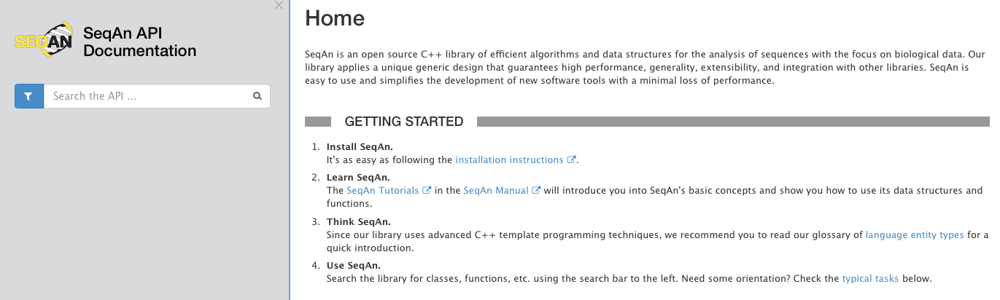 SEQAN
SeqAn API
Documentation
Search the API ...
Home
SeqAn is an open source C++ library of efficient algorithms and data structures for the analysis of sequences with the focus on biological data. Our
library applies a unique generic design that guarantees high performance, generality, extensibility, and integration with other libraries. SeqAn is
easy to use and simplifies the development of new software tools with a minimal loss of performance.
GETTING STARTED
1. Install SeqAn.
It's as easy as following the installation instructions.
2. Learn SeqAn.
The SeqAn Tutorials in the SeqAn Manual will introduce you into SeqAn's basic concepts and show you how to use its data structures and
functions.
3. Think SeqAn.
Since our library uses advanced C++ template programming techniques, we recommend you to read our glossary of language entity types for a
quick introduction.
4. Use SeqAn.
Search the library for classes, functions, etc. using the search bar to the left. Need some orientation? Check the typical tasks below.